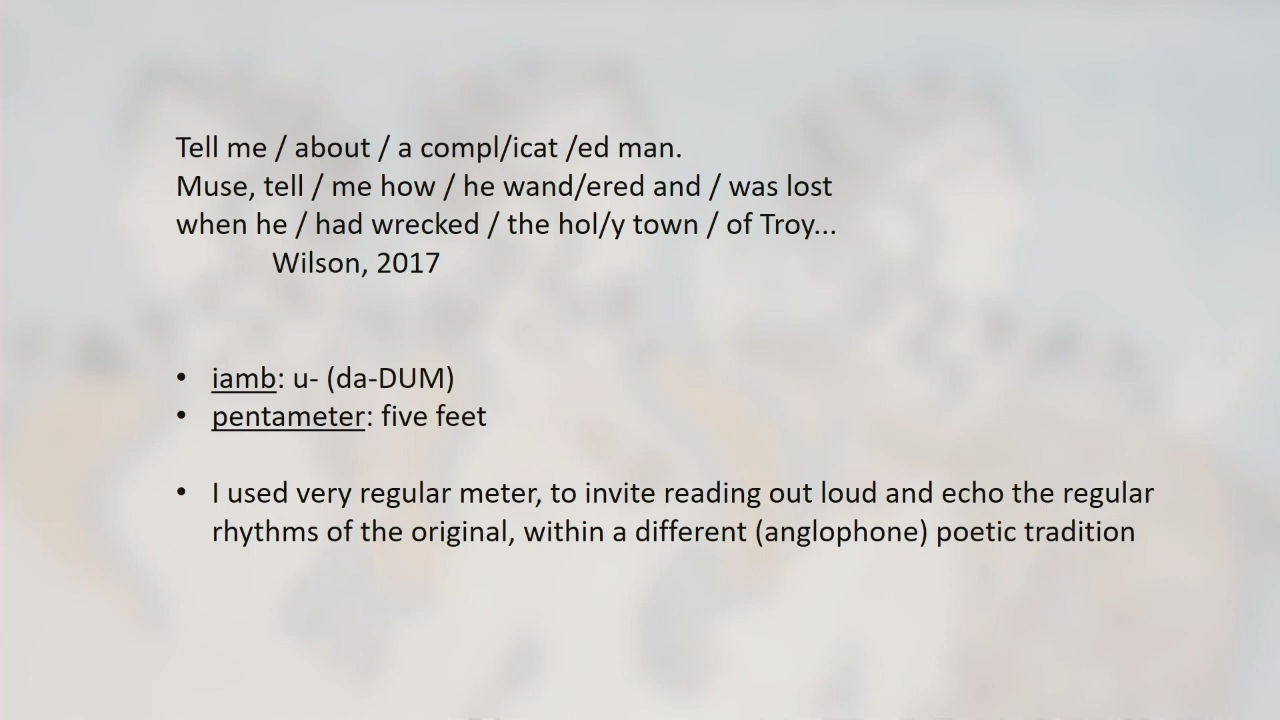 Tell me / about / a compl/icat /ed man.
Muse, tell / me how / he wand/ered and / was lost
when he / had wrecked / the hol/y town / of Troy...
Wilson, 2017
• iamb: u- (da-DUM)
• pentameter: five feet
• I used very regular meter, to invite reading out loud and echo the regular
rhythms of the original, within a different (anglophone) poetic tradition